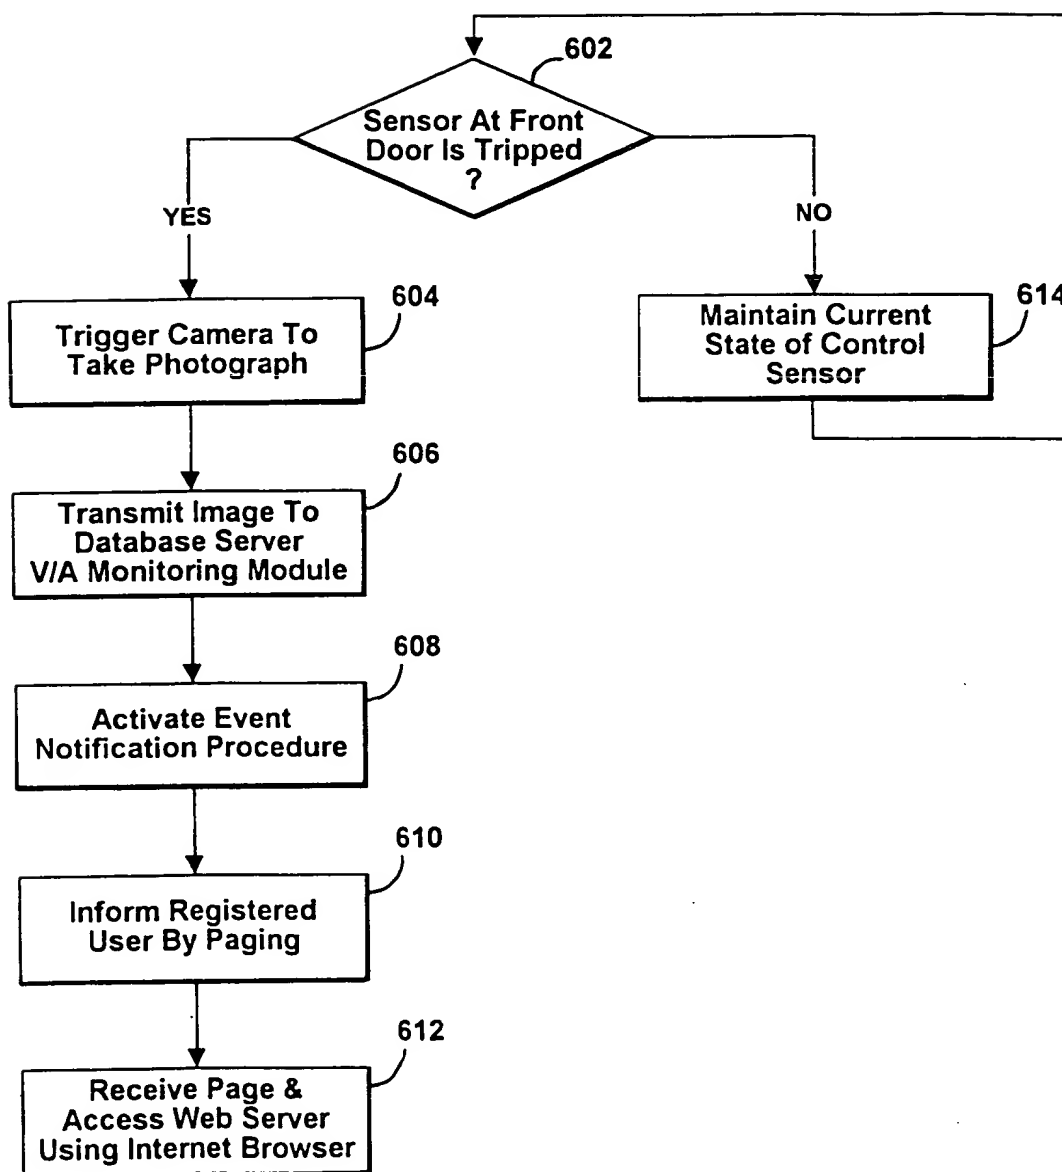 602
Sensor At Front
Door Is Tripped
?
YES
NO
604
Trigger Camera To
Take Photograph
614
Maintain Current
State of Control
Sensor
606
Transmit Image To
Database Server
V/A Monitoring Module
608
Activate Event
Notification Procedure
610
Inform Registered
User By Paging
612
Receive Page &
Access Web Server
Using Internet Browser